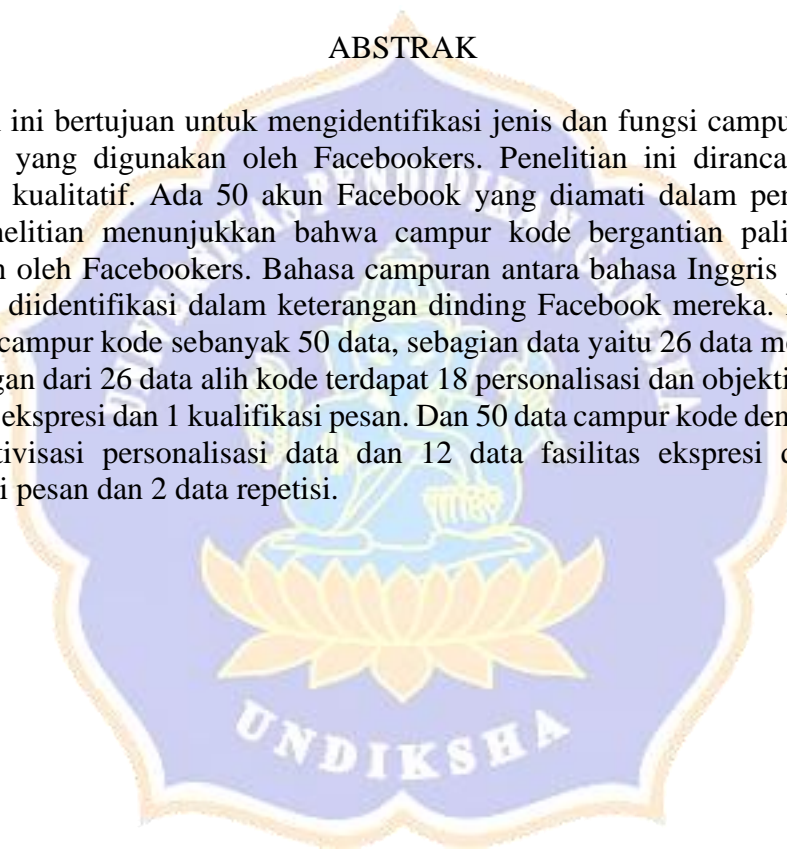 ABSTRAK
ini bertujuan untuk mengidentifikasi jenis dan fungsi campu
yang digunakan oleh Facebookers. Penelitian ini diranca
kualitatif. Ada 50 akun Facebook yang diamati dalam pen
nelitian menunjukkan bahwa campur kode bergantian pali
n oleh Facebookers. Bahasa campuran antara bahasa Inggris
diidentifikasi dalam keterangan dinding Facebook mereka.
campur kode sebanyak 50 data, sebagian data yaitu 26 data me
gan dari 26 data alih kode terdapat 18 personalisasi dan objekti
ekspresi dan 1 kualifikasi pesan. Dan 50 data campur kode den
tivisasi personalisasi data dan 12 data fasilitas ekspresi d
i pesan dan 2 data repetisi.
UNDIKSHA